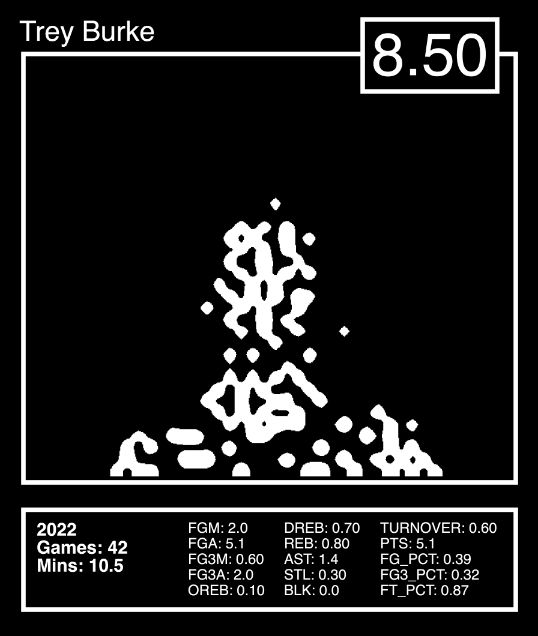 Trey Burke
8.50
2022
Games: 42
Mins: 10.5
FGM: 2.0
FGA: 5.1
FG3M: 0.60
FG3A: 2.0
OREB: 0.10
DREB: 0.70
REB: 0.80
AST: 1.4
STL: 0.30
BLK: 0.0
TURNOVER: 0.60
PTS: 5.1
FG_PCT: 0.39
FG3_PCT: 0.32
FT_PCT: 0.87